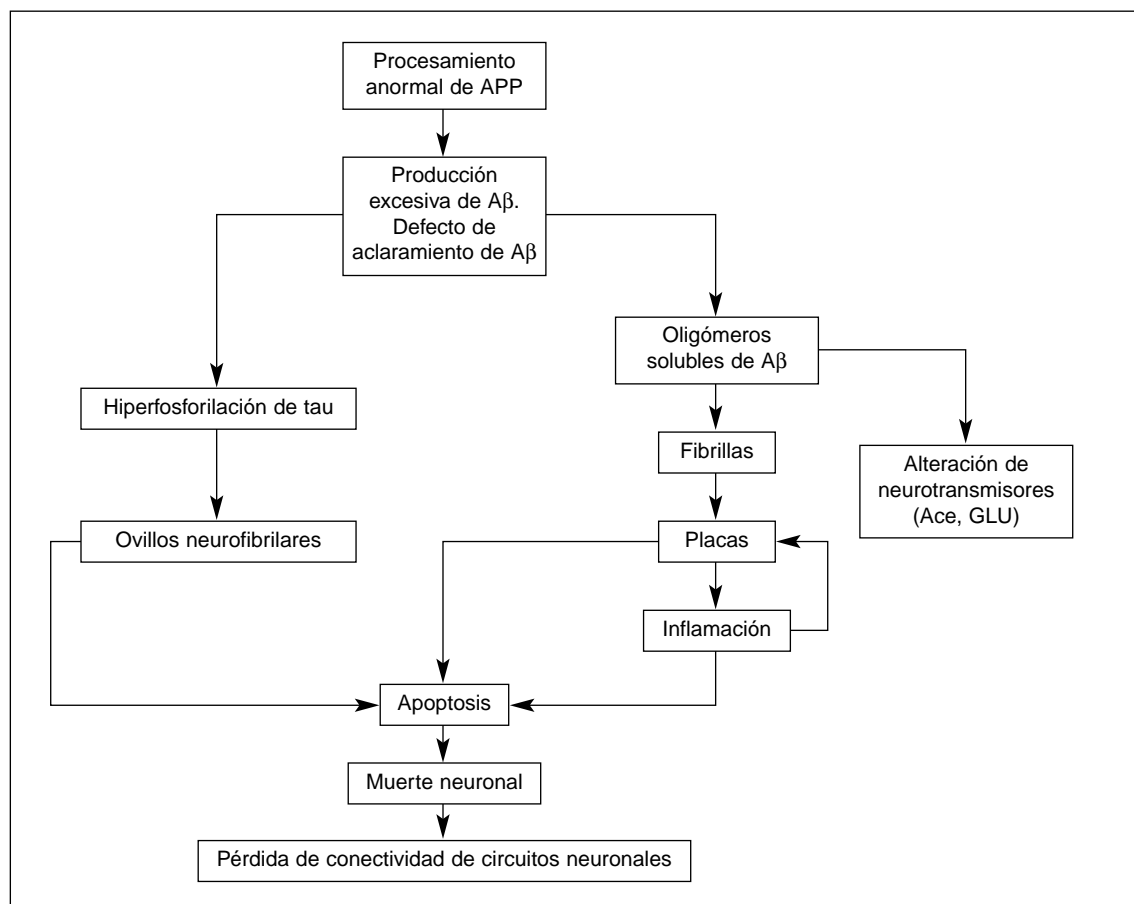 Procesamiento
anormal de APP
Producción
excesiva de Aβ.
Defecto de
aclaramiento de Aβ
Oligómeros
solubles de Aβ
Hiperfosforilación de tau
Fibrillas
Alteración de
neurotransmisores
(Ace, GLU)
Ovillos neurofibrilares
Placas
Inflamación
Apoptosis
Muerte neuronal
Pérdida de conectividad de circuitos neuronales